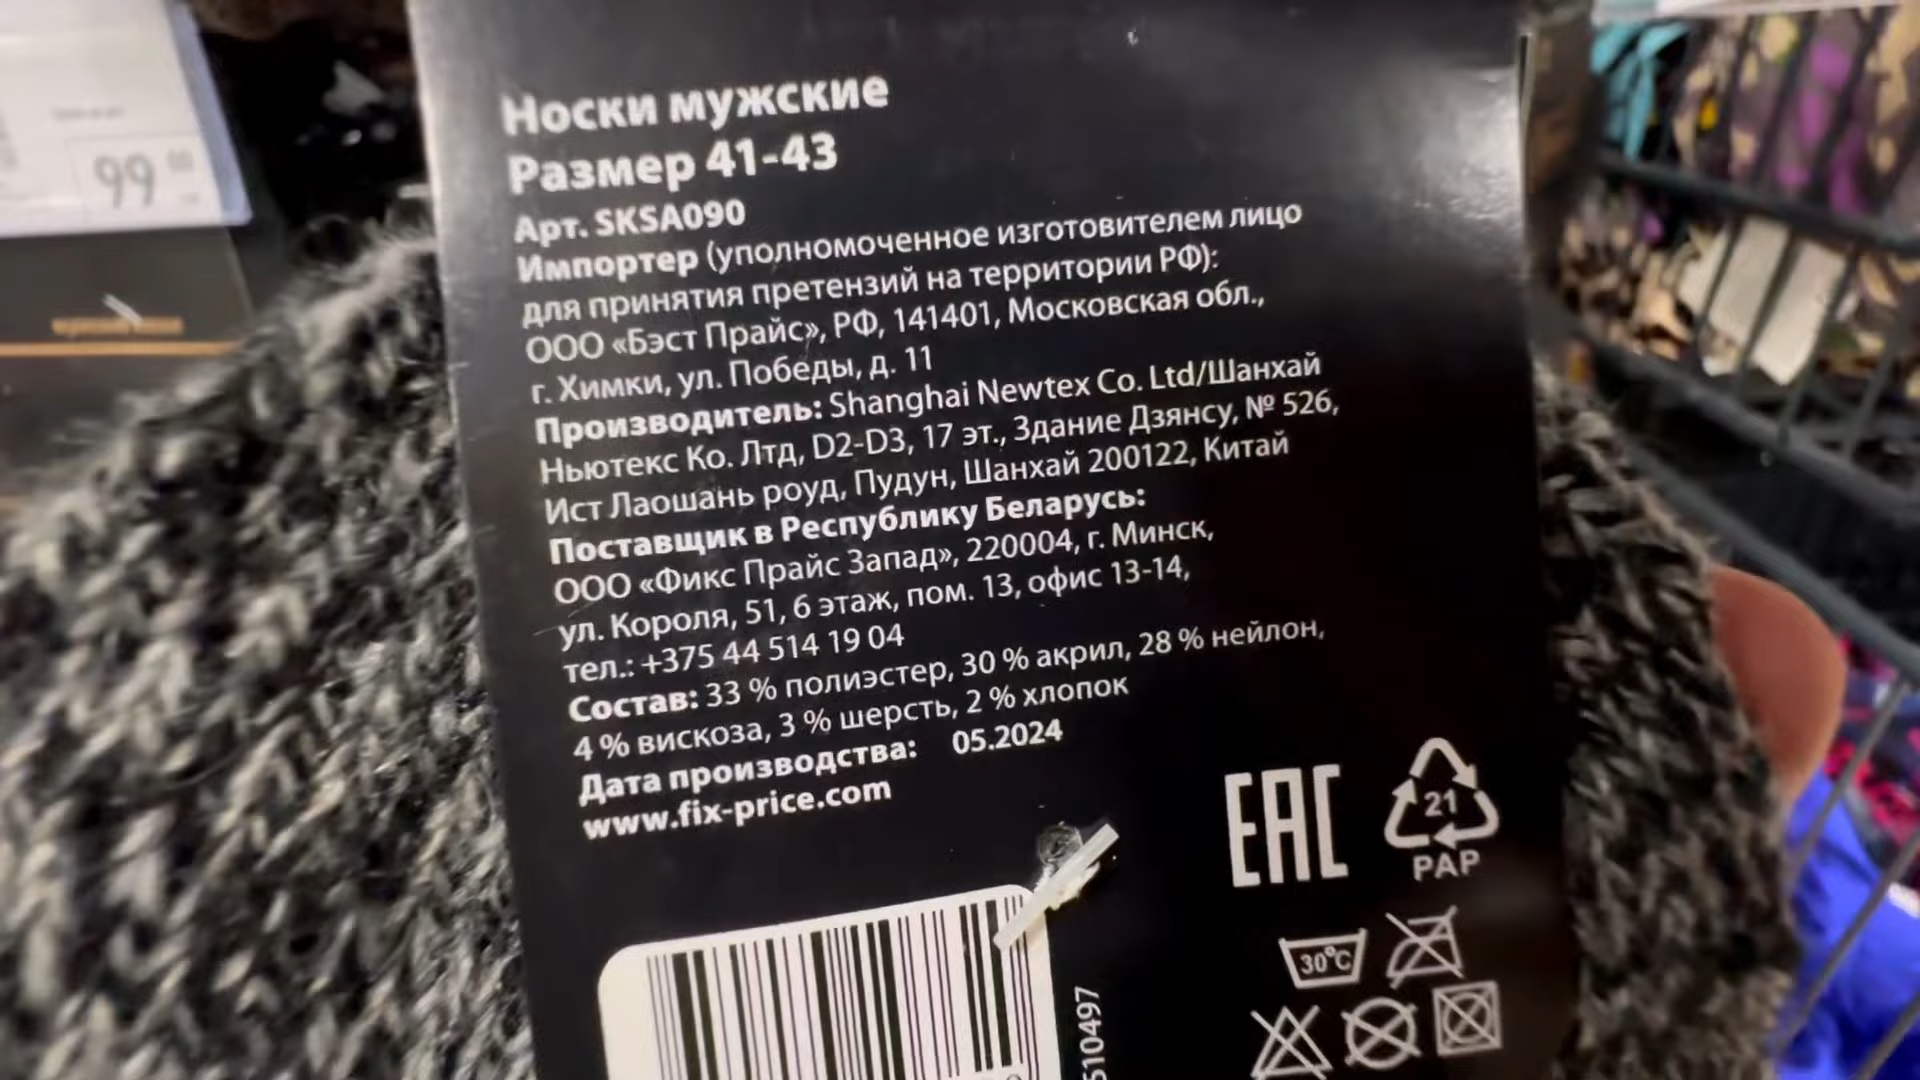 99
Носки мужские
Размер 41-43
Арт. SKSA090
Импортер (уполномоченное изготовителем лицо
для принятия претензий на территории РФ):
ООО «Бэст Прайс», РФ, 141401, Московская обл.,
г. Химки, ул. Победы, д. 11
Производитель: Shanghai Newtex Co. Ltd/Шанхай
Ньютекс Ко. Лтд, D2-D3, 17 эт., Здание Дзянсу, № 526,
Ист Лаошань роуд, Пудун, Шанхай 200122, Китай
Поставщик в Республику Беларусь:
ООО «Фикс Прайс Запад», 220004, г. Минск,
ул. Короля, 51, 6 этаж, пом. 13, офис 13-14,
тел.: +375 44 514 19 04
Состав: 33 % полиэстер, 30 % акрил, 28 % нейлон,
4 % вискоза, 3 % шерсть, 2 % хлопок
Дата производства: 05.2024
www.fix-price.com
EAC
21
PAP
30°C
510497